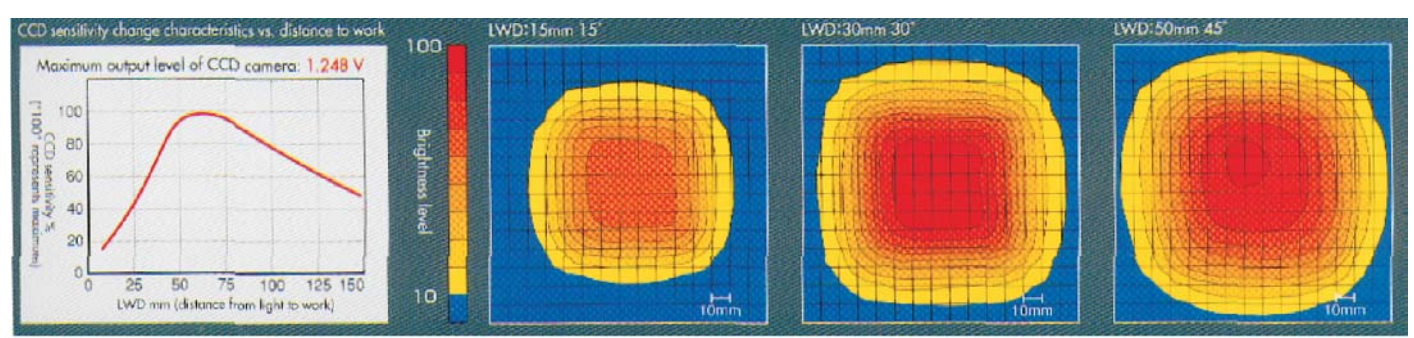 CCD sensitivity change characteristics vs. distance to work
Maximum output level of CCD camera: 1.248 V
CCD sensitivity %
("100" represents maximum)
100
80
60
40
20
0
0 25 50 75 100 125 150
LWD mm (distance from light to work)
100
Brightness level
10
LWD:15mm 15°
10mm
LWD:30mm 30°
10mm
LWD:50mm 45°
10mm